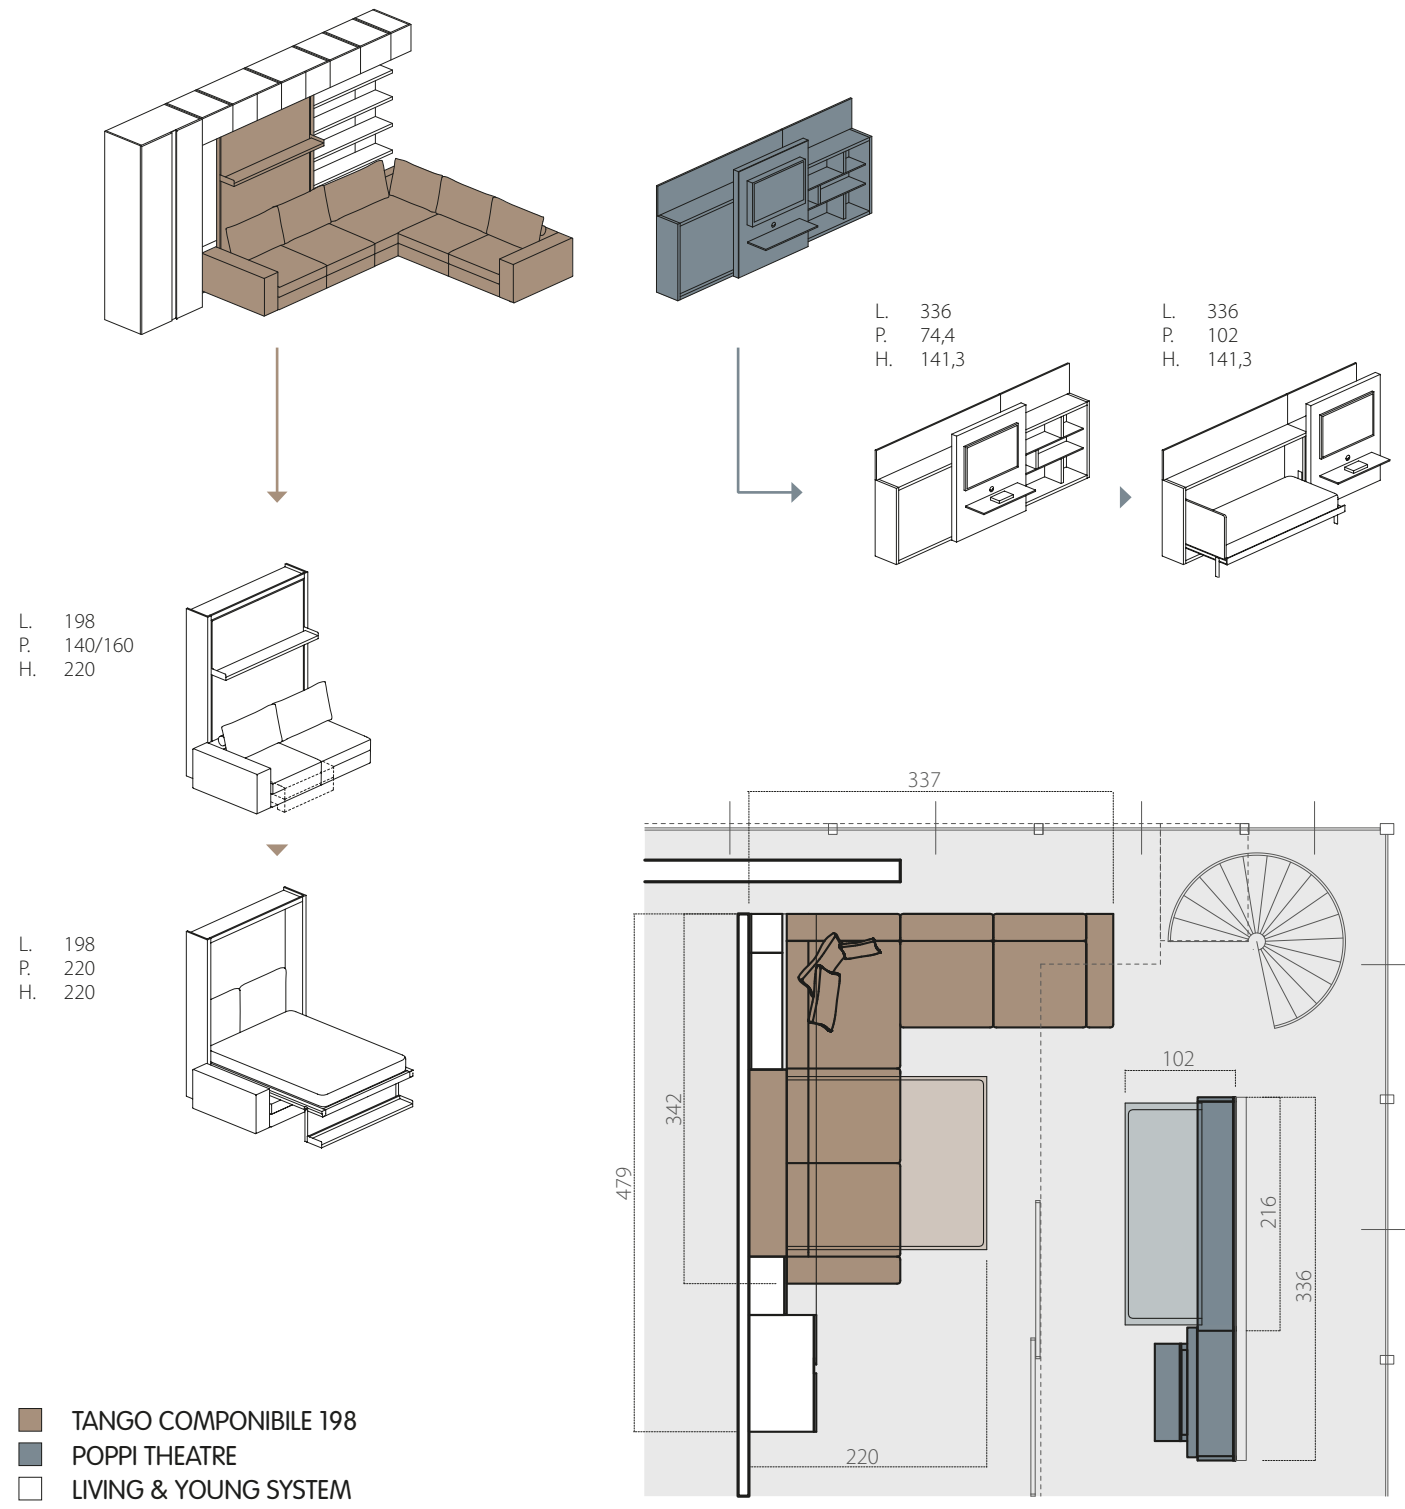 L. 336
P. 74,4
H. 141,3
L. 336
P. 102
H. 141,3
L. 198
P. 140/160
H. 220
L. 198
P. 220
H. 220
337
102
342
479
216
336
220
TANGO COMPONIBILE 198
POPPI THEATRE
LIVING & YOUNG SYSTEM